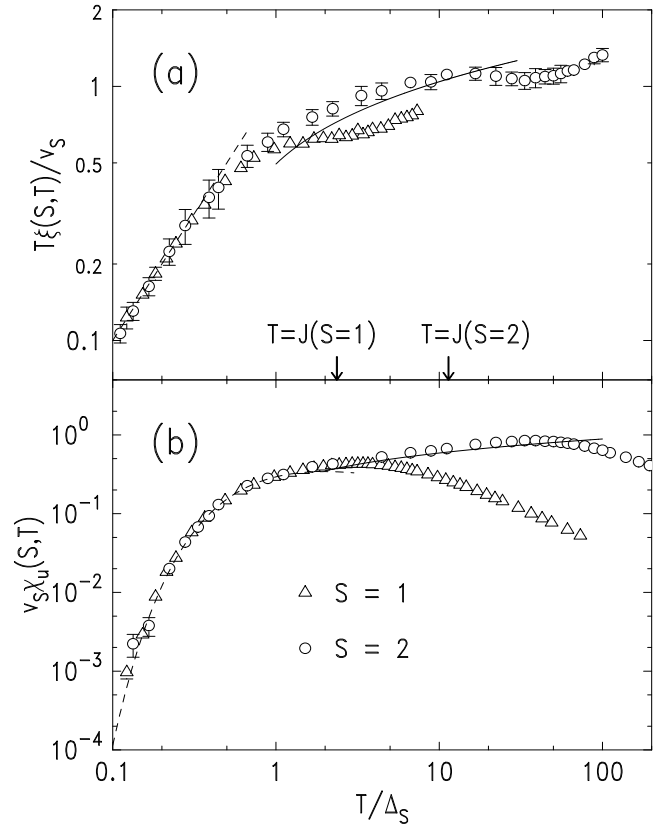 2
(a)
1
0.5
Tξ(S,T)/v_S
0.2
0.1
T=J(S=1)
T=J(S=2)
(b)
10^0
10^-1
v_Sχ_u(S,T)
10^-2
S = 1
10^-3
S = 2
10^-4
0.1
1
10
100
T/Δ_S